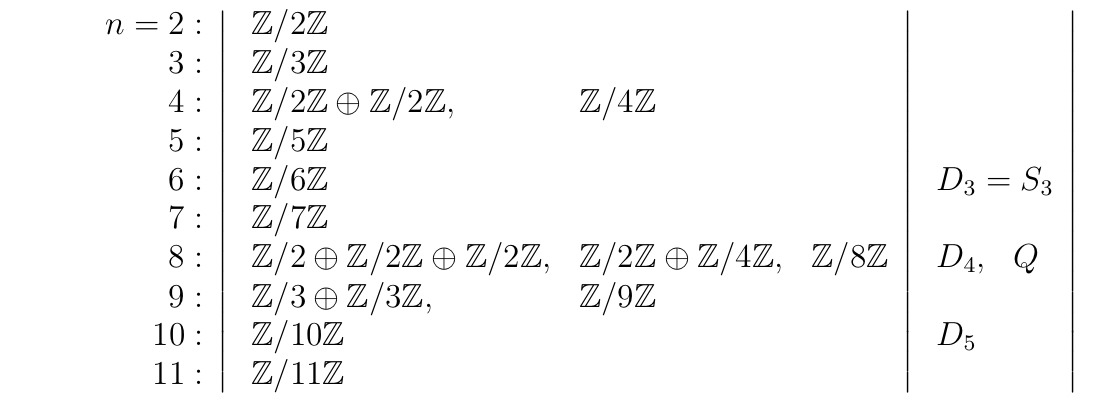 n = 2 : ℤ/2ℤ
3 : ℤ/3ℤ
4 : ℤ/2ℤ ⊕ ℤ/2ℤ, ℤ/4ℤ
5 : ℤ/5ℤ
6 : ℤ/6ℤ D₃ = S₃
7 : ℤ/7ℤ
8 : ℤ/2 ⊕ ℤ/2ℤ ⊕ ℤ/2ℤ, ℤ/2ℤ ⊕ ℤ/4ℤ, ℤ/8ℤ D₄, Q
9 : ℤ/3 ⊕ ℤ/3ℤ, ℤ/9ℤ
10 : ℤ/10ℤ D₅
11 : ℤ/11ℤ